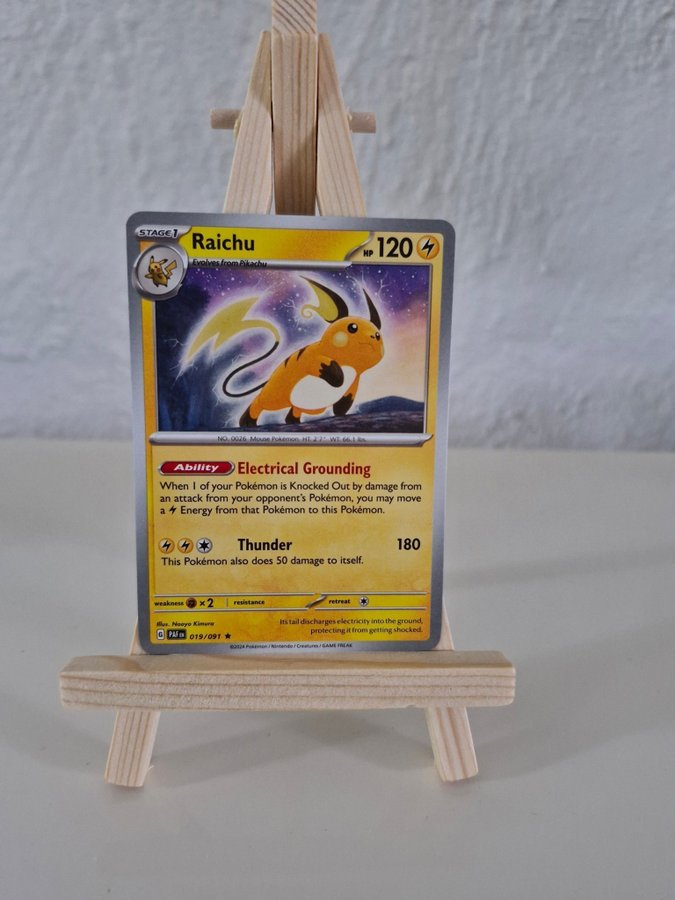 STAGE 1
Raichu
HP 120
Evolves from Pikachu
NO. 0026 Mouse Pokémon HT. 2'7" WT. 66.1 lbs.
Ability Electrical Grounding
When 1 of your Pokémon is Knocked Out by damage from
an attack from your opponent's Pokémon, you may move
a Energy from that Pokémon to this Pokémon.
Thunder 180
This Pokémon also does 50 damage to itself.
weakness ×2 resistance retreat
Illus. Naoyo Kimura
Its tail discharges electricity into the ground,
protecting it from getting shocked.
G PAF EN 019/091 ★
©2024 Pokémon / Nintendo / Creatures / GAME FREAK